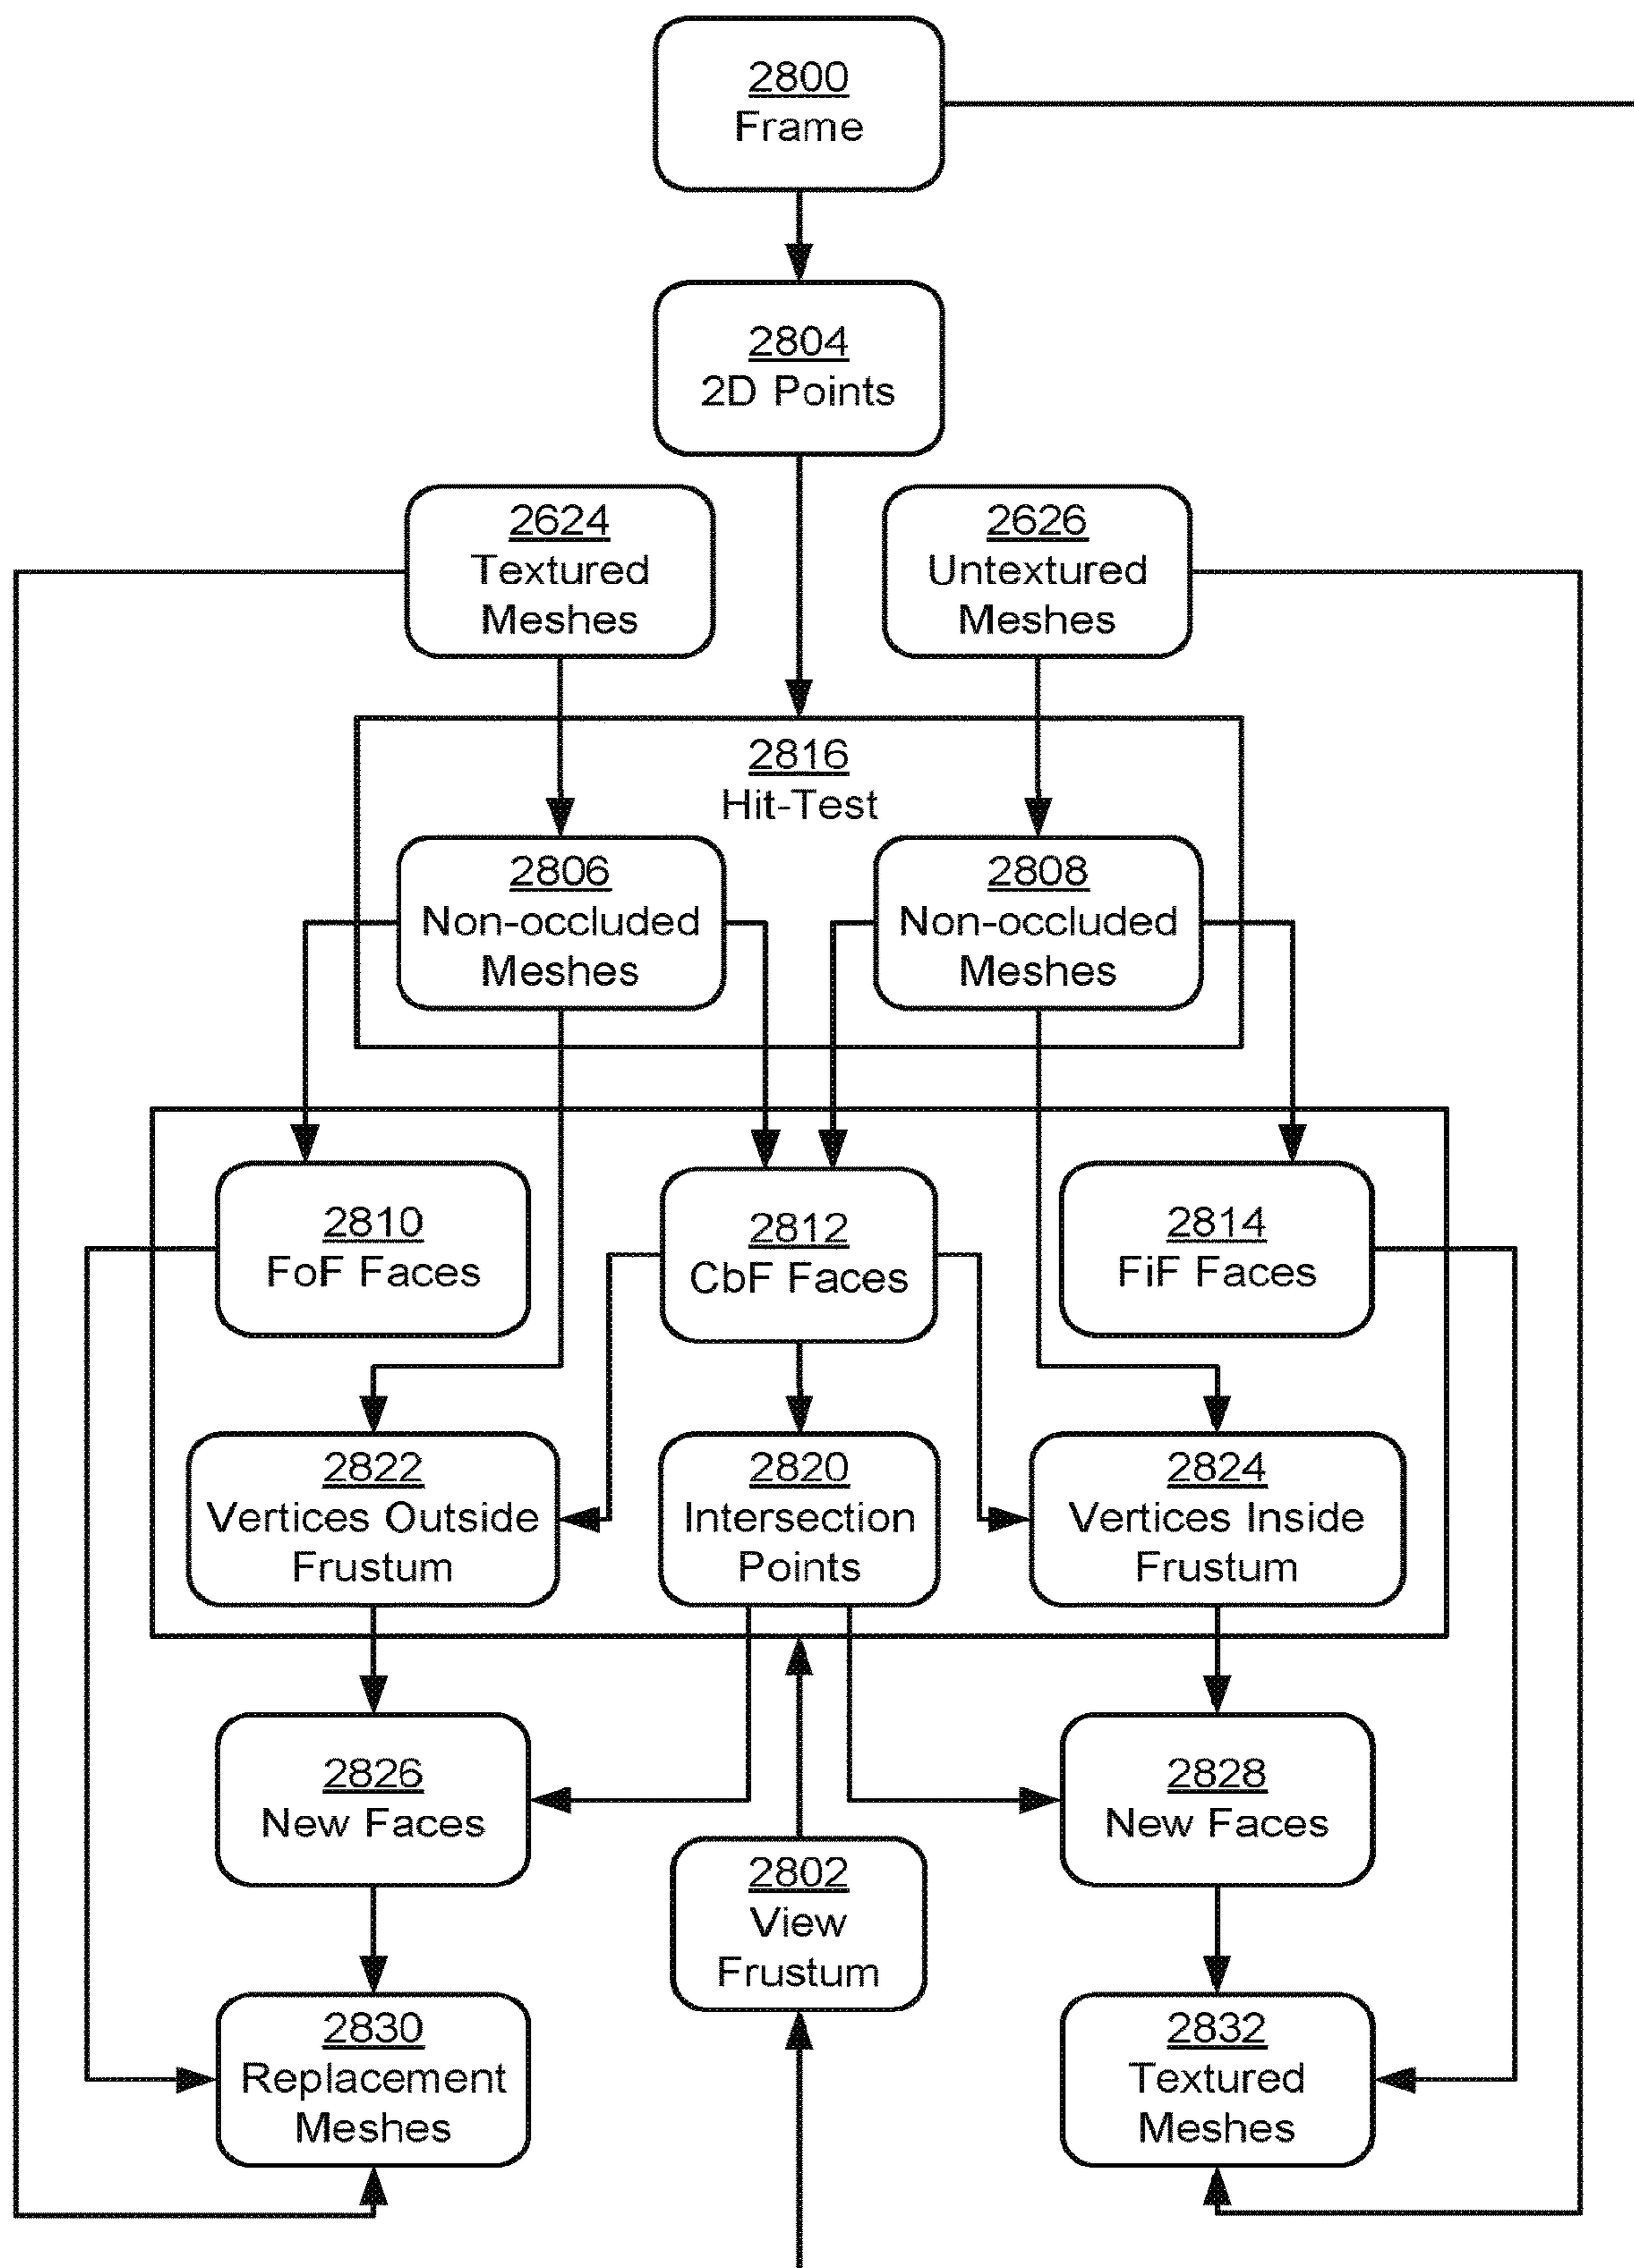 2800
Frame
2804
2D Points
2624
Textured
Meshes
2626
Untextured
Meshes
2816
Hit-Test
2806
Non-occluded
Meshes
2808
Non-occluded
Meshes
2810
FoF Faces
2812
CbF Faces
2814
FiF Faces
2822
Vertices Outside
Frustum
2820
Intersection
Points
2824
Vertices Inside
Frustum
2826
New Faces
2828
New Faces
2802
View
Frustum
2830
Replacement
Meshes
2832
Textured
Meshes